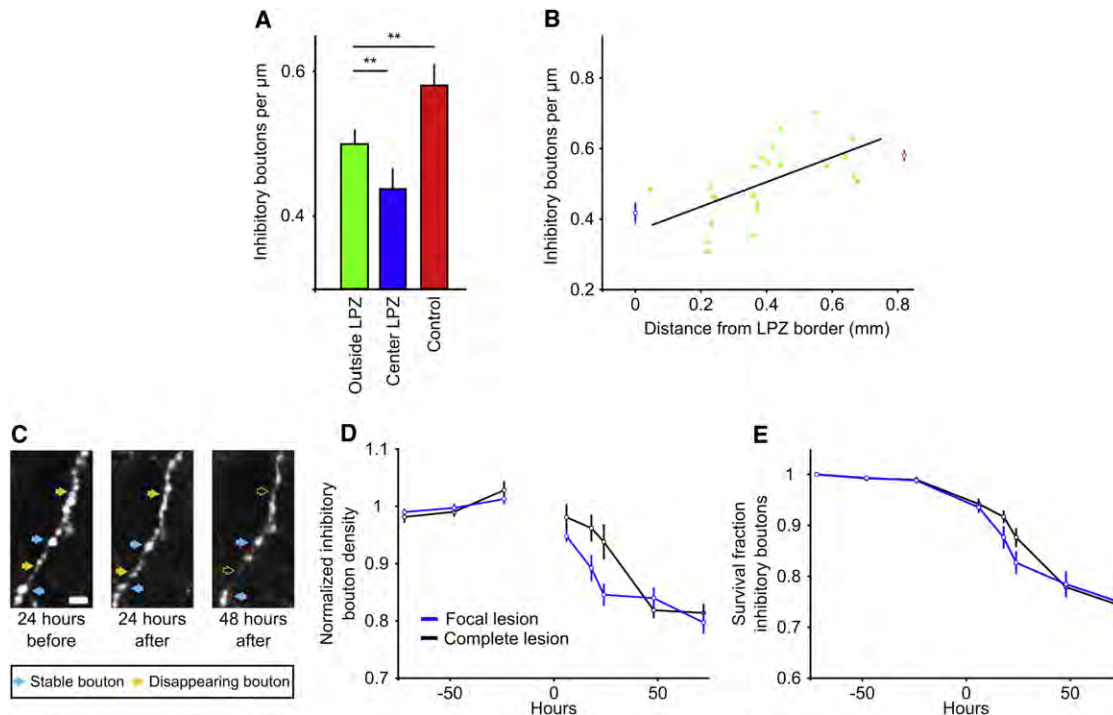 A
Inhibitory boutons per µm
0.6
0.4
**
**
Outside LPZ
Center LPZ
Control
B
Inhibitory boutons per µm
0.8
0.6
0.4
0.2
0
0.2
0.4
0.6
0.8
Distance from LPZ border (mm)
C
24 hours before
24 hours after
48 hours after
Stable bouton
Disappearing bouton
D
Normalized inhibitory
bouton density
1.1
1
0.9
0.8
0.7
Focal lesion
Complete lesion
-50
0
50
Hours
E
Survival fraction
inhibitory boutons
1
0.9
0.8
0.7
0.6
-50
0
50
Hours